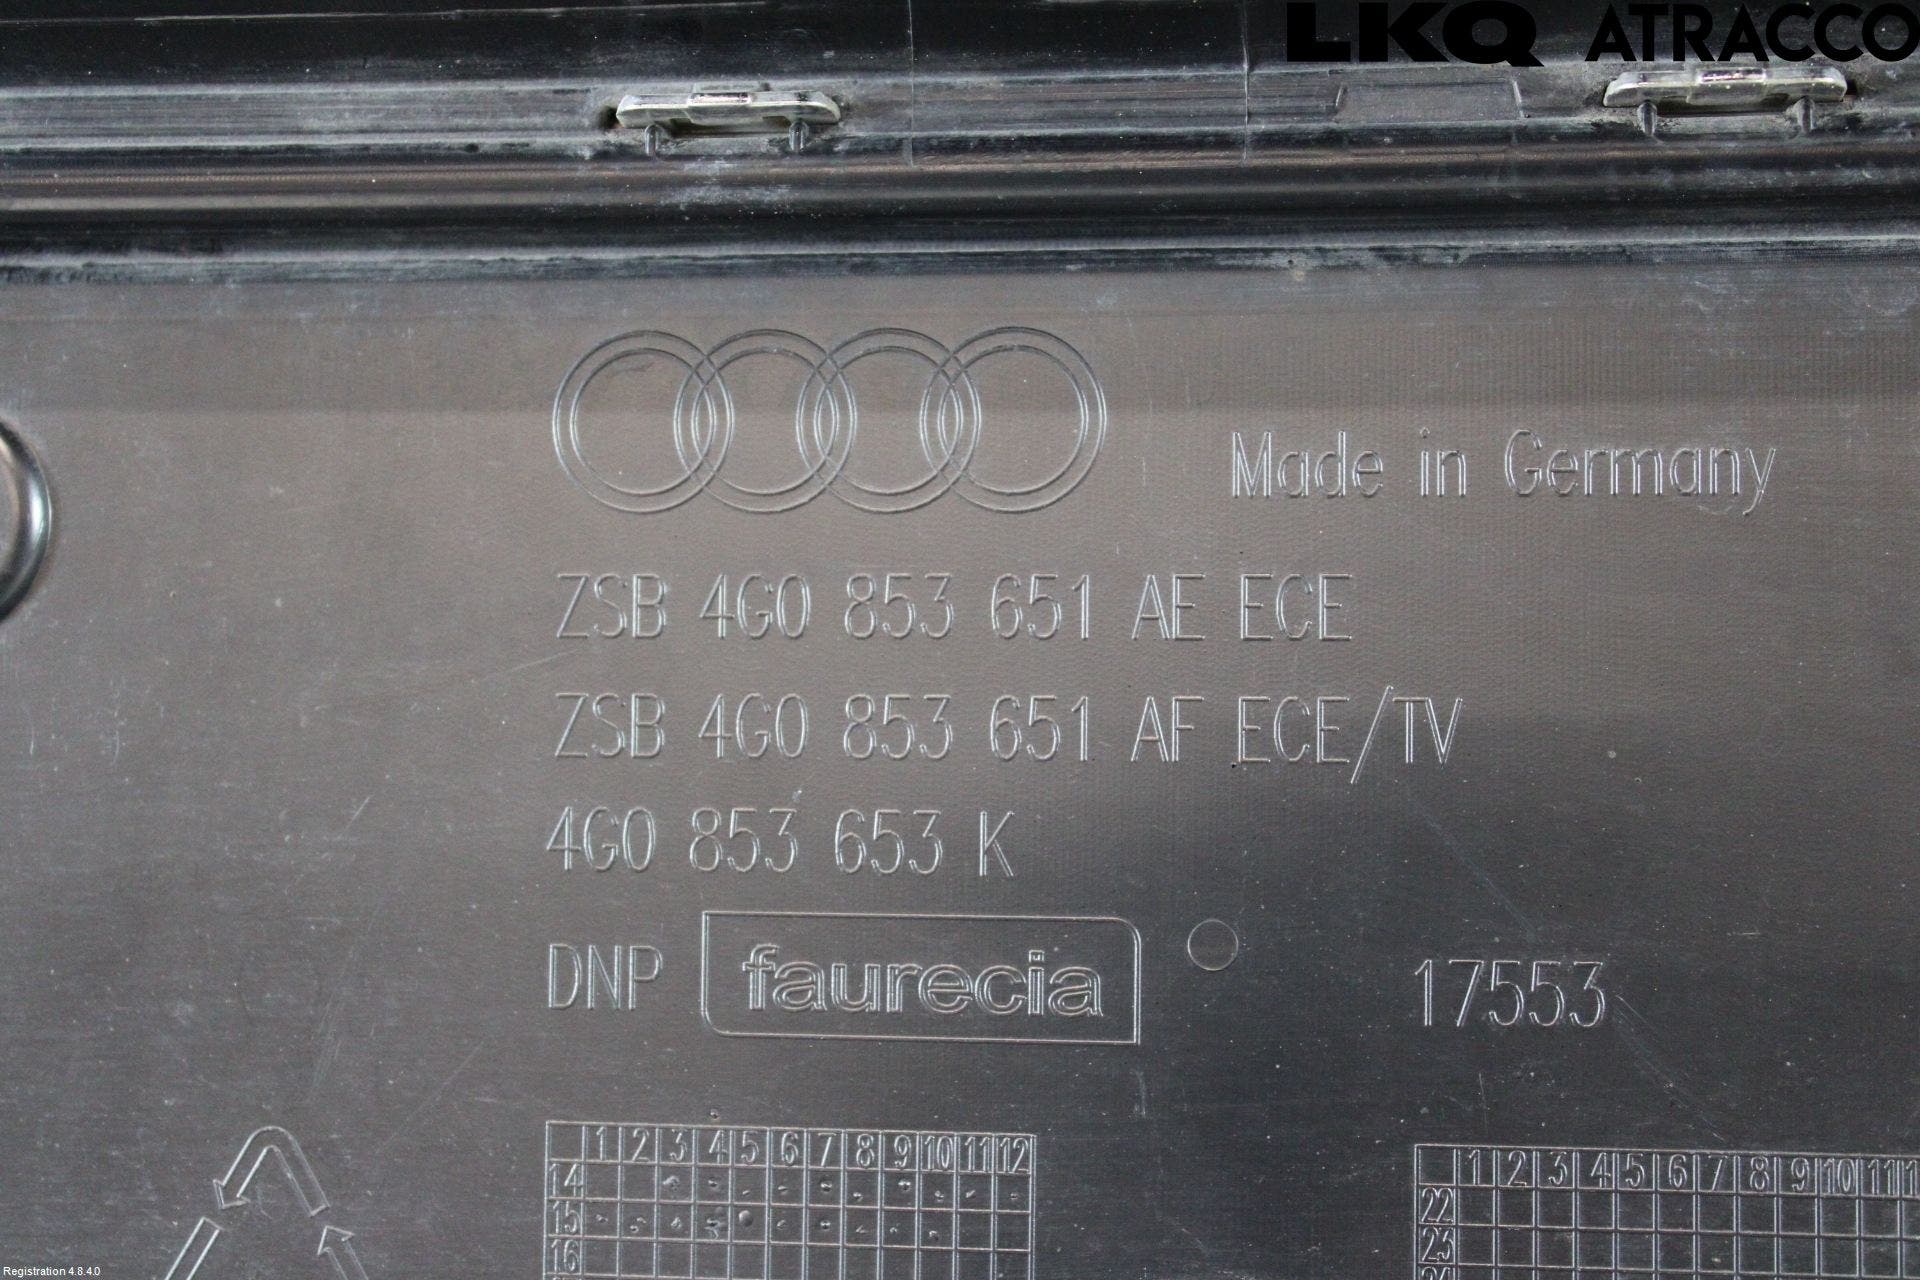 LKQ ATRACCO
Made in Germany
ZSB 4G0 853 651 AE ECE
ZSB 4G0 853 651 AF ECE/TV
4G0 853 653 K
DNP faurecia 17553
1 2 3 4 5 6 7 8 9 10 11 12
14
15
16
1 2 3 4 5 6 7 8 9 10 11
22
23
Registration 4.8.4.0